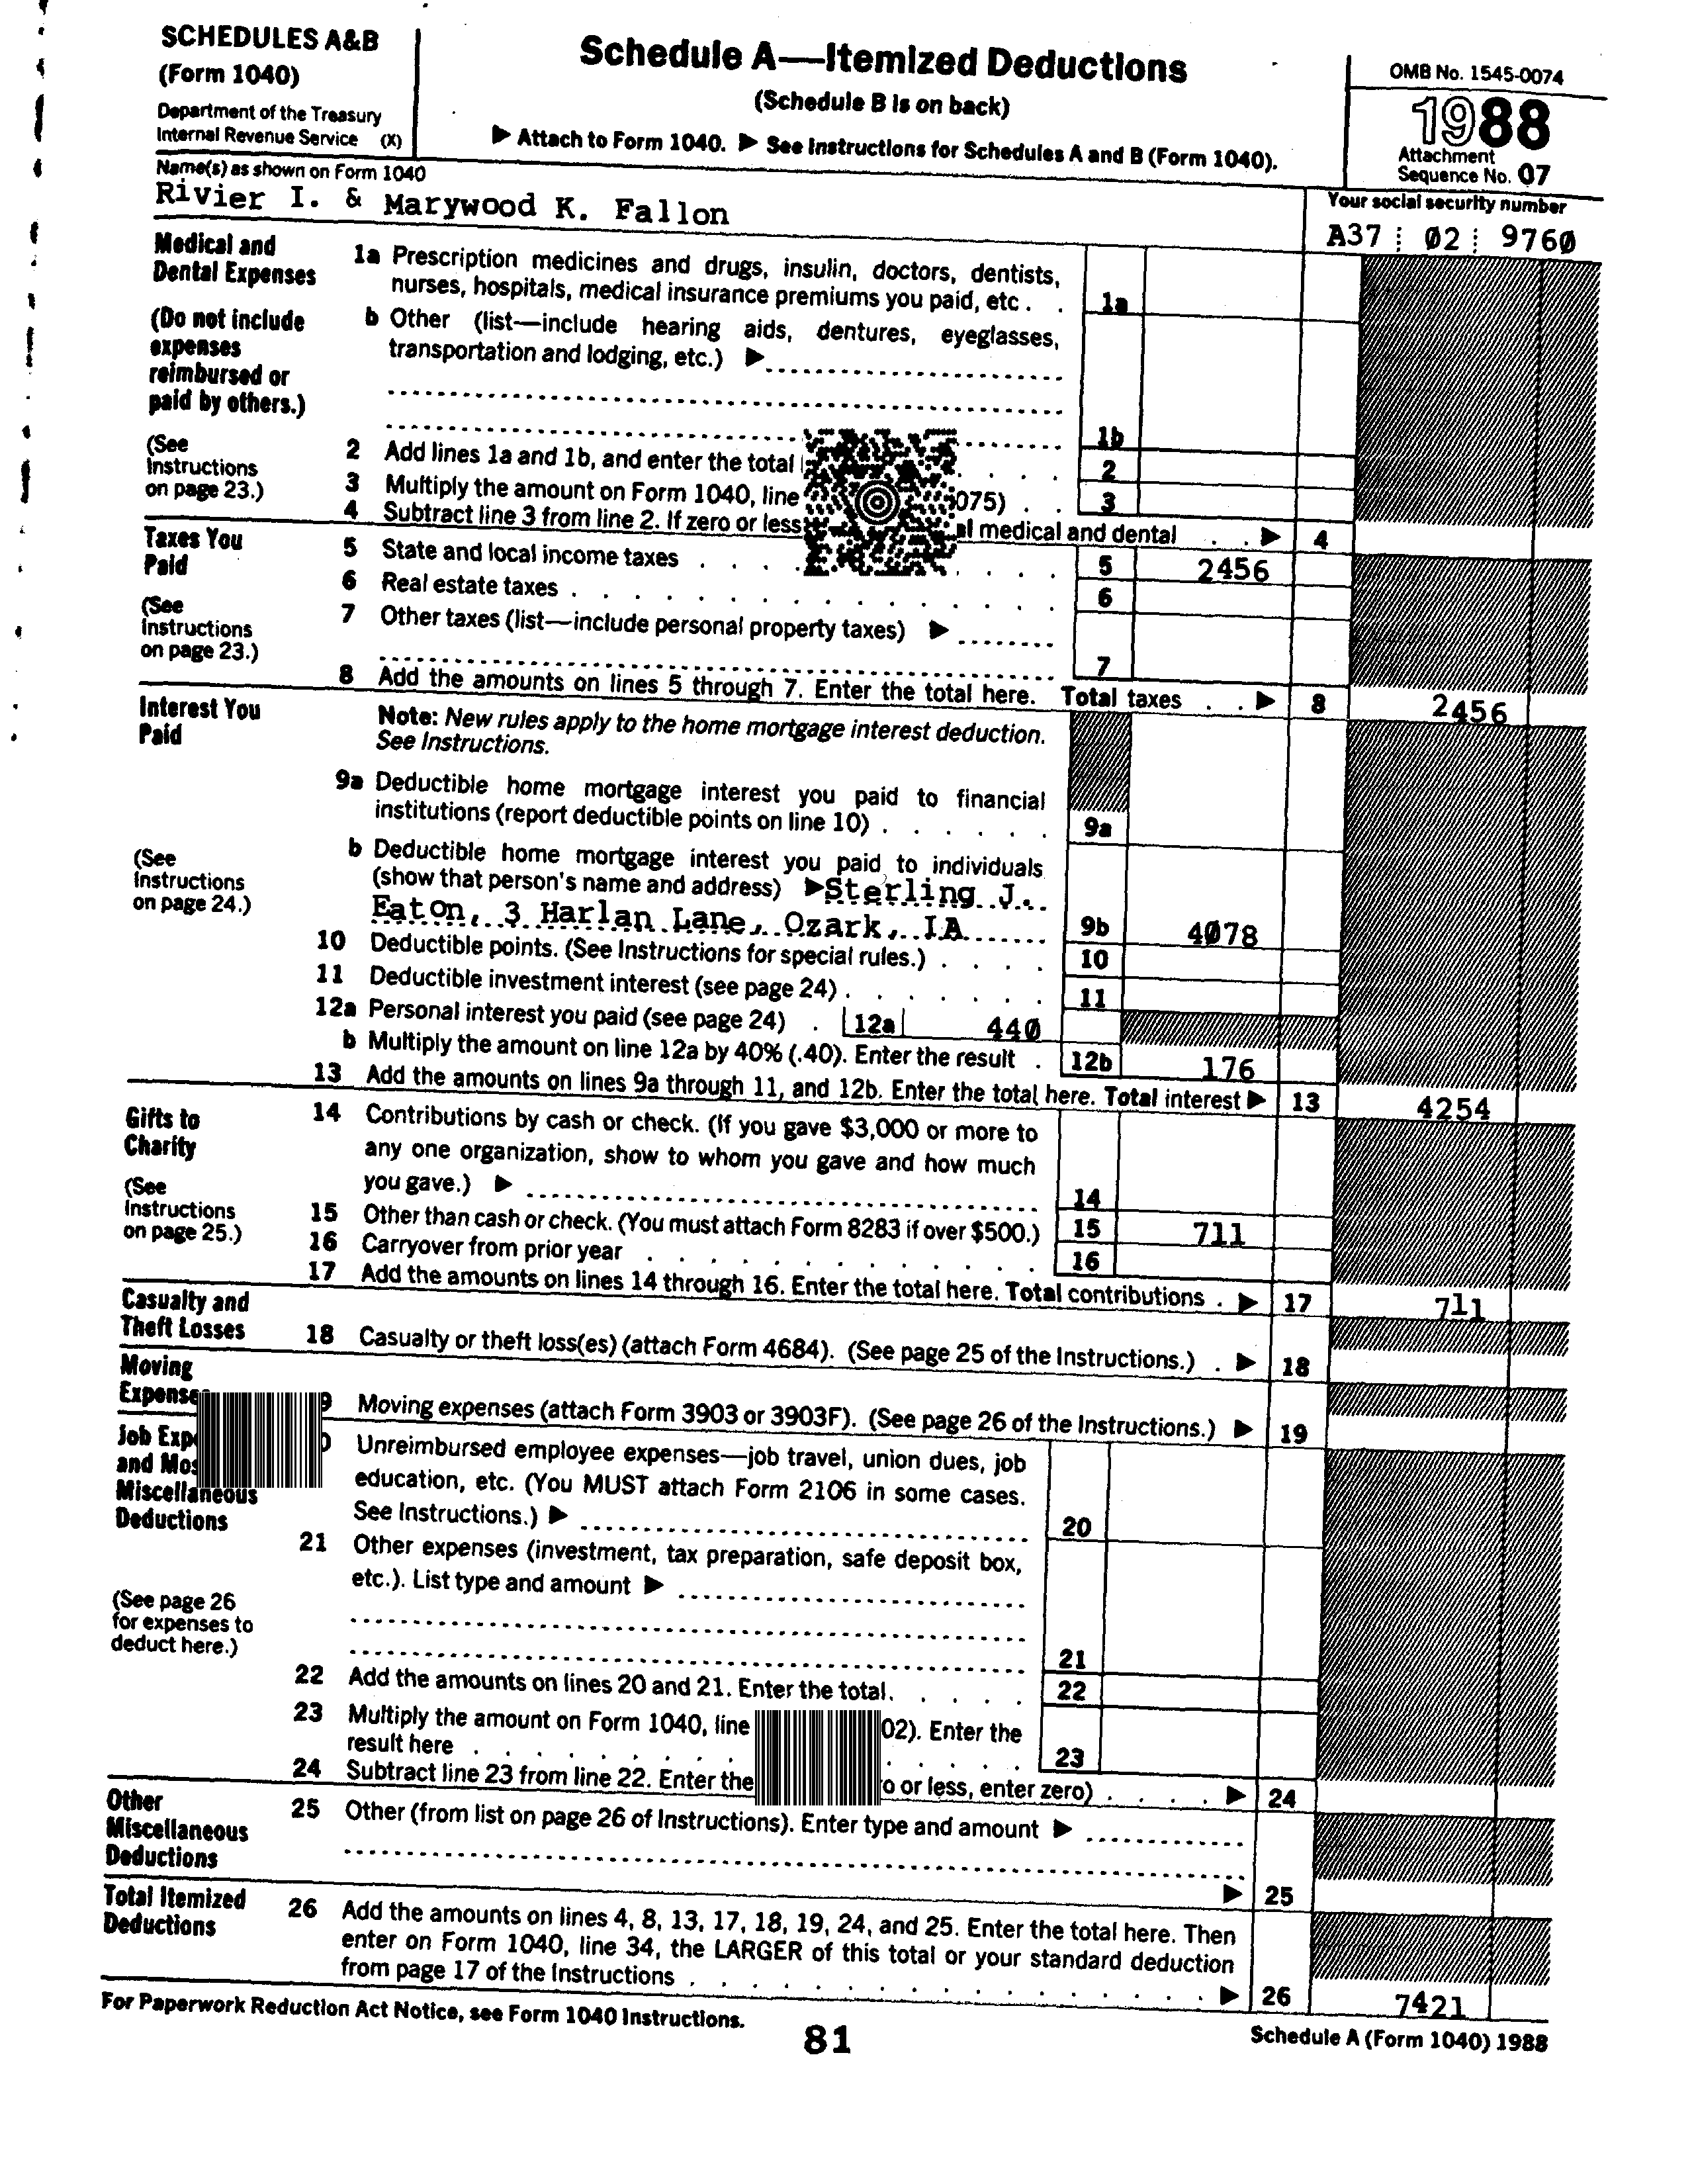 SCHEDULES A&B
(Form 1040)
Department of the Treasury
Internal Revenue Service (X)
Schedule A—Itemized Deductions
(Schedule B is on back)
▶ Attach to Form 1040. ▶ See Instructions for Schedules A and B (Form 1040).
OMB No. 1545-0074
1988
Attachment
Sequence No. 07
Name(s) as shown on Form 1040
Rivier I. & Marywood K. Fallon
Your social security number
A37 02 9760
Medical and
Dental Expenses
(Do not include
expenses
reimbursed or
paid by others.)
(See
Instructions
on page 23.)
1a Prescription medicines and drugs, insulin, doctors, dentists,
nurses, hospitals, medical insurance premiums you paid, etc . . 1a
b Other (list—include hearing aids, dentures, eyeglasses,
transportation and lodging, etc.) ▶
1b
2 Add lines 1a and 1b, and enter the total 2
3 Multiply the amount on Form 1040, line 075) . . 3
4 Subtract line 3 from line 2. If zero or less medical and dental . . ▶ 4
Taxes You
Paid
(See
Instructions
on page 23.)
5 State and local income taxes 5 2456
6 Real estate taxes 6
7 Other taxes (list—include personal property taxes) ▶
7
8 Add the amounts on lines 5 through 7. Enter the total here. Total taxes . . ▶ 8 2456
Interest You
Paid
(See
Instructions
on page 24.)
Note: New rules apply to the home mortgage interest deduction.
See Instructions.
9a Deductible home mortgage interest you paid to financial
institutions (report deductible points on line 10) 9a
b Deductible home mortgage interest you paid to individuals
(show that person's name and address) ▶ Sterling J.
Eaton, 3 Harlan Lane, Ozark, IA 9b 4078
10 Deductible points. (See Instructions for special rules.) 10
11 Deductible investment interest (see page 24) 11
12a Personal interest you paid (see page 24) . 12a 440
b Multiply the amount on line 12a by 40% (.40). Enter the result . 12b 176
13 Add the amounts on lines 9a through 11, and 12b. Enter the total here. Total interest ▶ 13 4254
Gifts to
Charity
(See
Instructions
on page 25.)
14 Contributions by cash or check. (If you gave $3,000 or more to
any one organization, show to whom you gave and how much
you gave.) ▶ 14
15 Other than cash or check. (You must attach Form 8283 if over $500.) 15 711
16 Carryover from prior year 16
17 Add the amounts on lines 14 through 16. Enter the total here. Total contributions . ▶ 17 711
Casualty and
Theft Losses
18 Casualty or theft loss(es) (attach Form 4684). (See page 25 of the Instructions.) . ▶ 18
Moving
Expenses
9 Moving expenses (attach Form 3903 or 3903F). (See page 26 of the Instructions.) ▶ 19
Job Exp
and Mos
Miscellaneous
Deductions
(See page 26
for expenses to
deduct here.)
Unreimbursed employee expenses—job travel, union dues, job
education, etc. (You MUST attach Form 2106 in some cases.
See Instructions.) ▶ 20
21 Other expenses (investment, tax preparation, safe deposit box,
etc.). List type and amount ▶
21
22 Add the amounts on lines 20 and 21. Enter the total. 22
23 Multiply the amount on Form 1040, line 02). Enter the
result here 23
24 Subtract line 23 from line 22. Enter the o or less, enter zero) . . . . ▶ 24
Other
Miscellaneous
Deductions
25 Other (from list on page 26 of Instructions). Enter type and amount ▶
▶ 25
Total Itemized
Deductions
26 Add the amounts on lines 4, 8, 13, 17, 18, 19, 24, and 25. Enter the total here. Then
enter on Form 1040, line 34, the LARGER of this total or your standard deduction
from page 17 of the Instructions ▶ 26 7421
For Paperwork Reduction Act Notice, see Form 1040 Instructions.
81
Schedule A (Form 1040) 1988